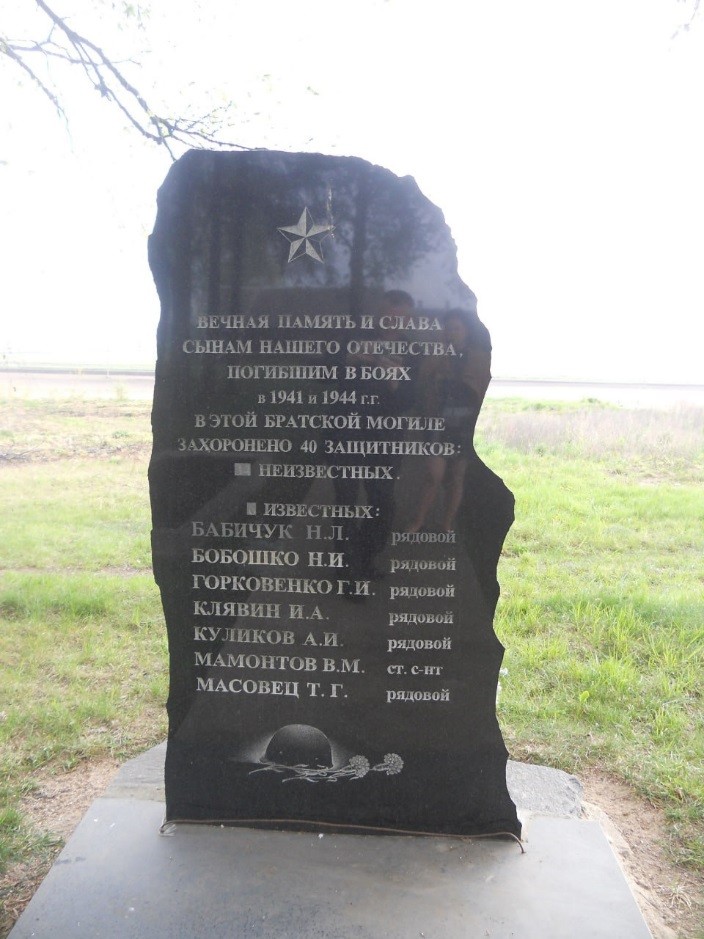 ВЕЧНАЯ ПАМЯТЬ И СЛАВА
СЫНАМ НАШЕГО ОТЕЧЕСТВА,
ПОГИБШИМ В БОЯХ
в 1941 и 1944 г.г.
В ЭТОЙ БРАТСКОЙ МОГИЛЕ
ЗАХОРОНЕНО 40 ЗАЩИТНИКОВ:
НЕИЗВЕСТНЫХ.
ИЗВЕСТНЫХ:
БАБИЧУК Н.Л. рядовой
БОБОШКО Н.И. рядовой
ГОРКОВЕНКО Г.И. рядовой
КЛЯВИН И.А. рядовой
КУЛИКОВ А.И. рядовой
МАМОНТОВ В.М. ст. с-нт
МАСОВЕЦ Т. Г. рядовой